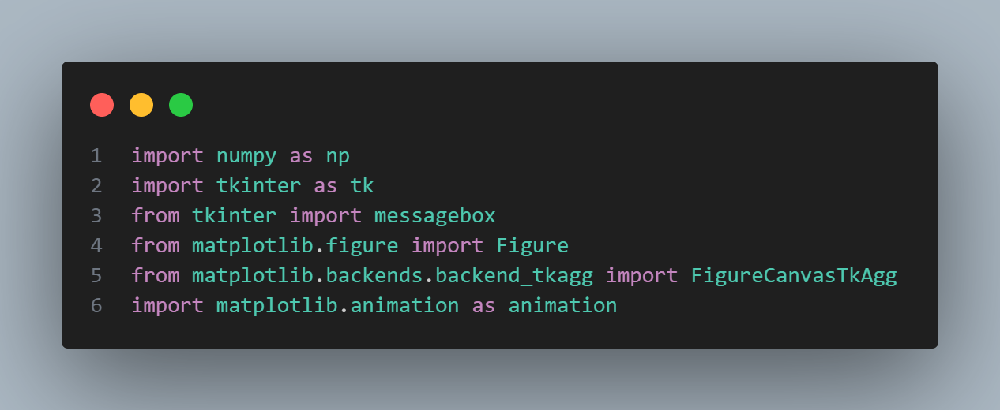 1 import numpy as np
2 import tkinter as tk
3 from tkinter import messagebox
4 from matplotlib.figure import Figure
5 from matplotlib.backends.backend_tkagg import FigureCanvasTkAgg
6 import matplotlib.animation as animation